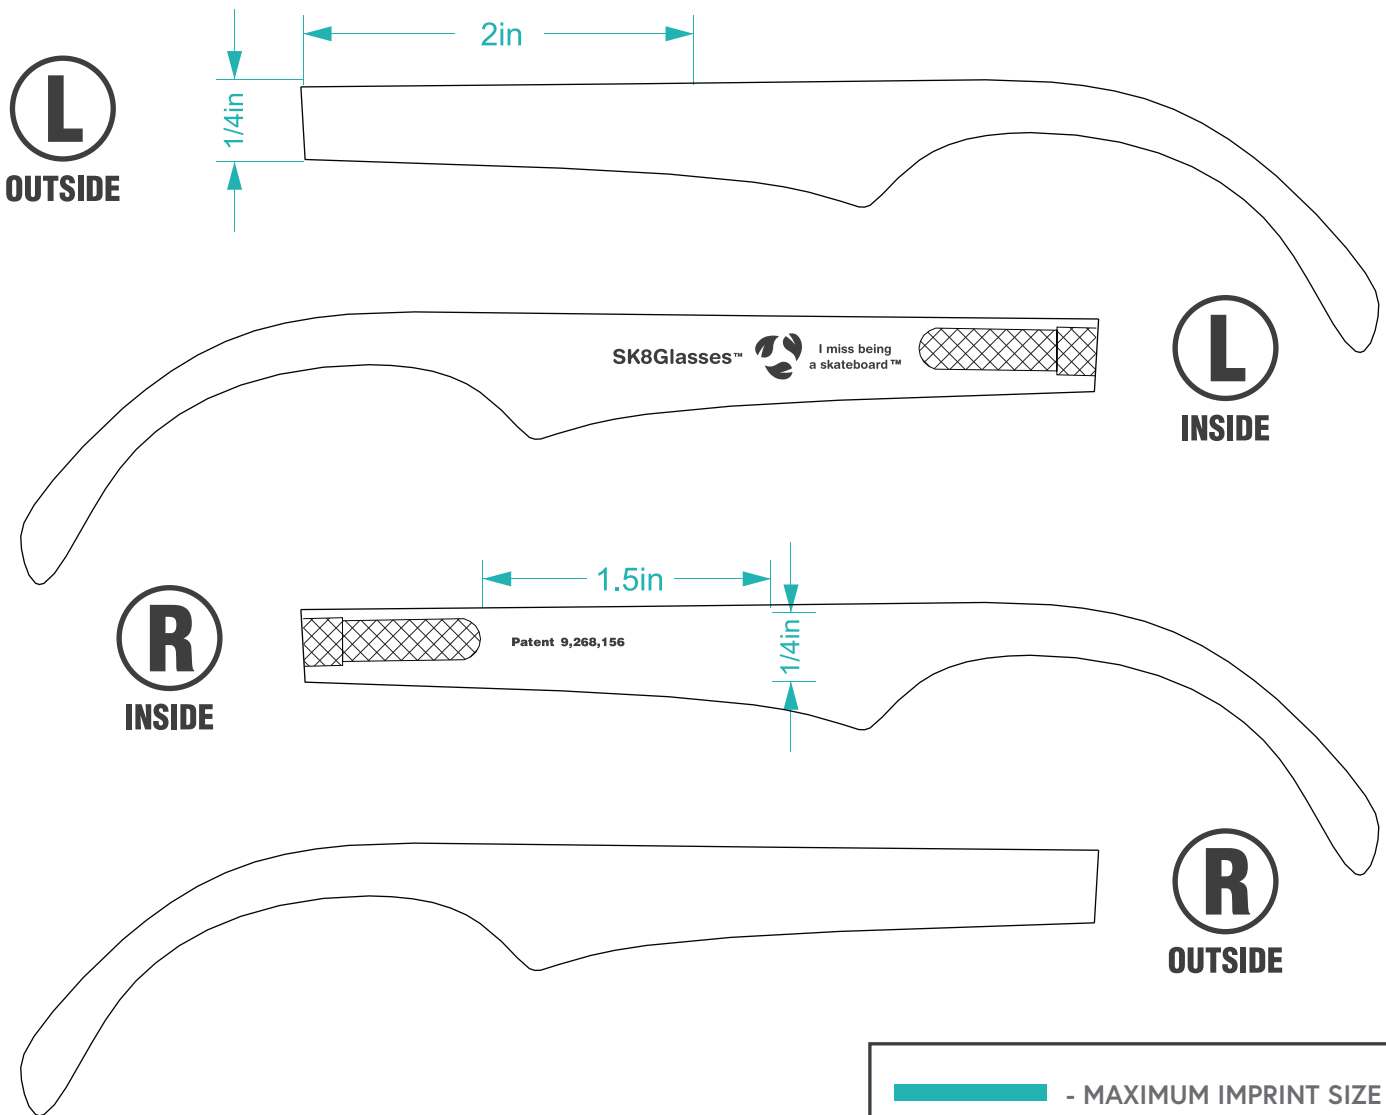 2in
L
1/4in
OUTSIDE
SK8Glasses™
I miss being
a skateboard™
L
INSIDE
1.5in
R
Patent 9,268,156
1/4in
INSIDE
R
OUTSIDE
- MAXIMUM IMPRINT SIZE